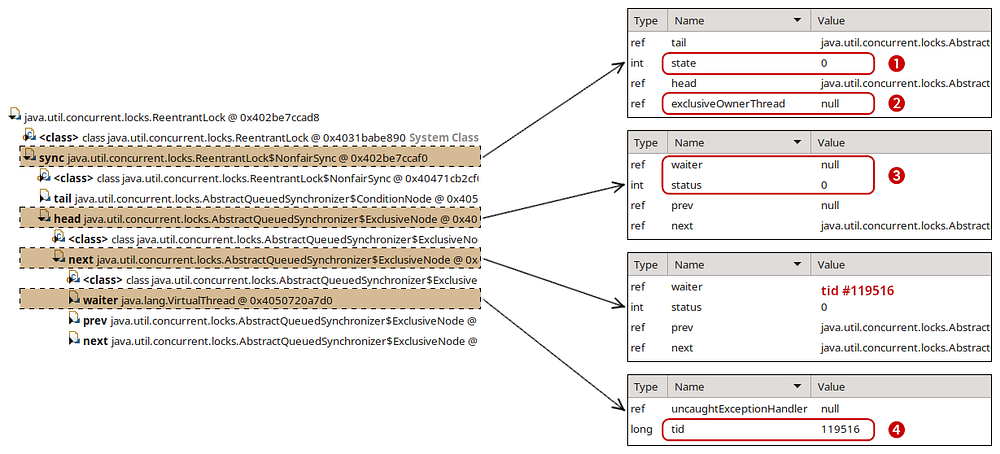 java.util.concurrent.locks.ReentrantLock @ 0x402be7ccad8
<class> class java.util.concurrent.locks.ReentrantLock @ 0x4031babe890 System Class
sync java.util.concurrent.locks.ReentrantLock$NonfairSync @ 0x402be7ccaf0
<class> class java.util.concurrent.locks.ReentrantLock$NonfairSync @ 0x40471cb2cf
tail java.util.concurrent.locks.AbstractQueuedSynchronizer$ConditionNode @ 0x405
head java.util.concurrent.locks.AbstractQueuedSynchronizer$ExclusiveNode @ 0x40
<class> class java.util.concurrent.locks.AbstractQueuedSynchronizer$ExclusiveNo
next java.util.concurrent.locks.AbstractQueuedSynchronizer$ExclusiveNode @ 0x
<class> class java.util.concurrent.locks.AbstractQueuedSynchronizer$Exclusive
waiter java.lang.VirtualThread @ 0x4050720a7d0
prev java.util.concurrent.locks.AbstractQueuedSynchronizer$ExclusiveNode @
next java.util.concurrent.locks.AbstractQueuedSynchronizer$ExclusiveNode @
Type Name Value
ref tail java.util.concurrent.locks.Abstract
int state 0 1
ref head java.util.concurrent.locks.Abstract
ref exclusiveOwnerThread null 2
Type Name Value
ref waiter null
3
int status 0
ref prev null
ref next java.util.concurrent.locks.Abstract
Type Name Value
ref waiter tid #119516
int status 0
ref prev java.util.concurrent.locks.Abstract
ref next java.util.concurrent.locks.Abstract
Type Name Value
ref uncaughtExceptionHandler null
long tid 119516 4